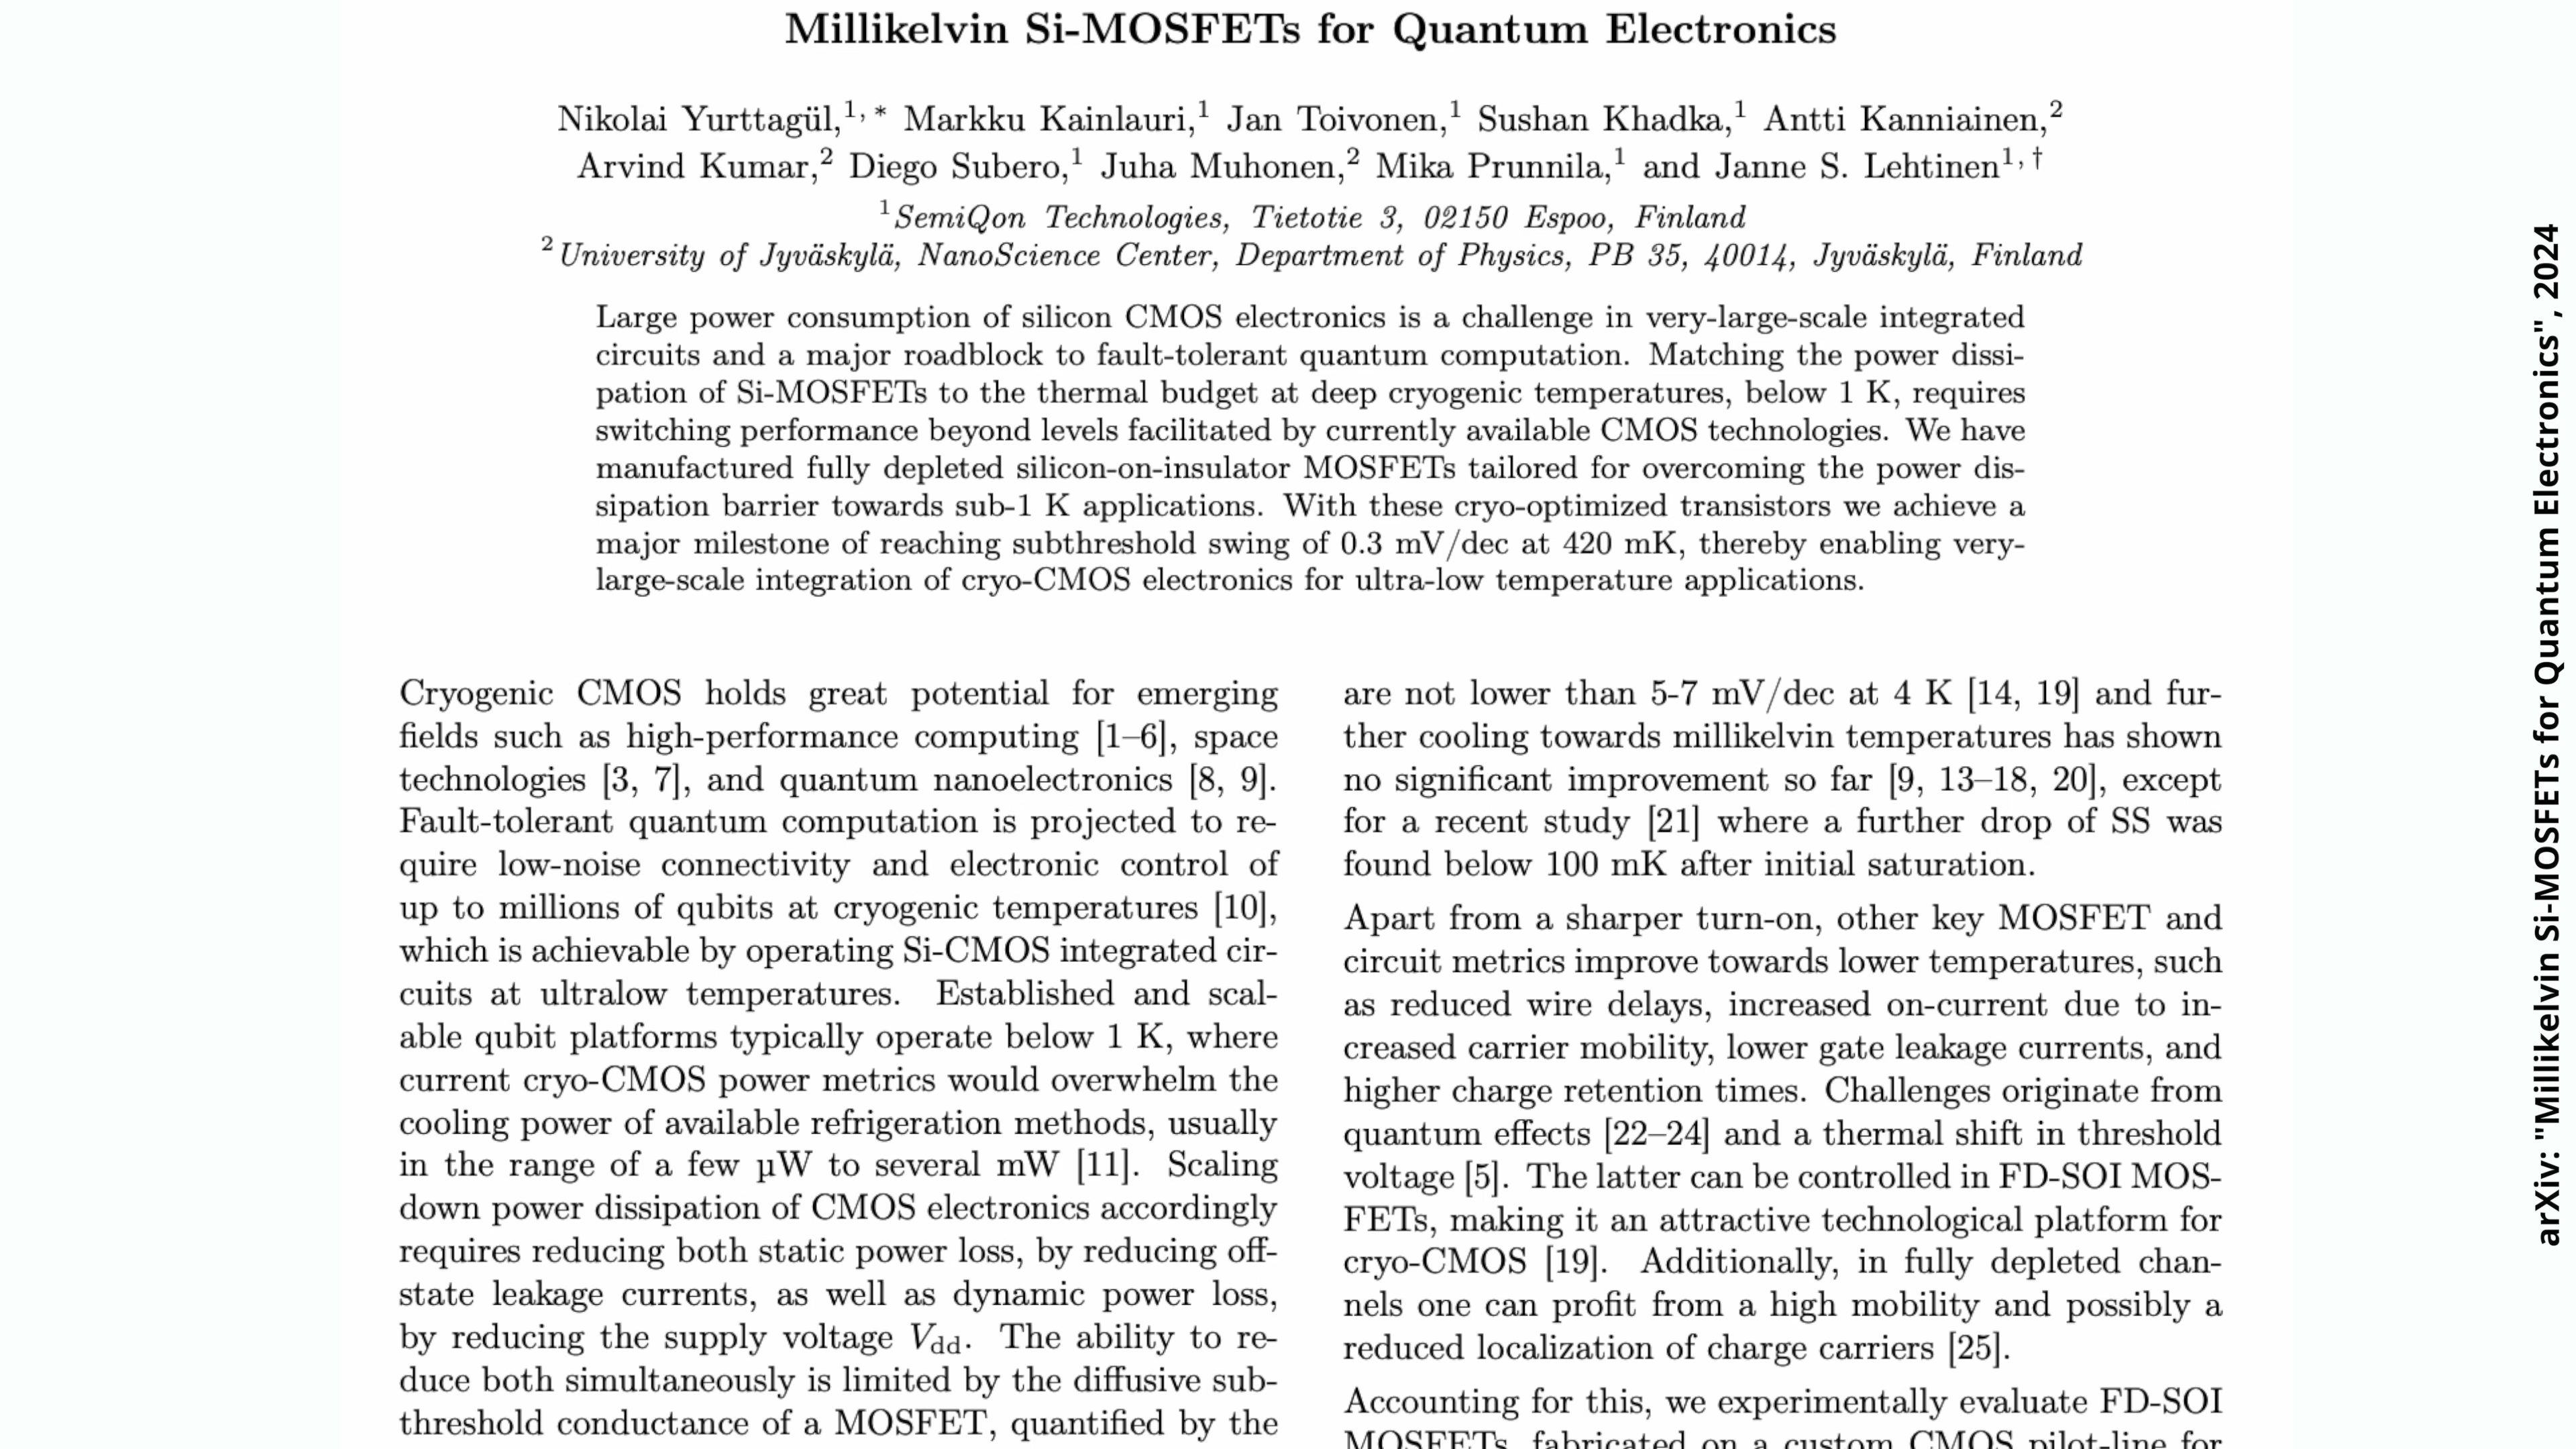 Millikelvin Si-MOSFETs for Quantum Electronics
Nikolai Yurttagül,1, * Markku Kainlauri,1 Jan Toivonen,1 Sushan Khadka,1 Antti Kanniainen,2
Arvind Kumar,2 Diego Subero,1 Juha Muhonen,2 Mika Prunnila,1 and Janne S. Lehtinen1, †
1 SemiQon Technologies, Tietotie 3, 02150 Espoo, Finland
2 University of Jyväskylä, NanoScience Center, Department of Physics, PB 35, 40014, Jyväskylä, Finland
Large power consumption of silicon CMOS electronics is a challenge in very-large-scale integrated
circuits and a major roadblock to fault-tolerant quantum computation. Matching the power dissi-
pation of Si-MOSFETs to the thermal budget at deep cryogenic temperatures, below 1 K, requires
switching performance beyond levels facilitated by currently available CMOS technologies. We have
manufactured fully depleted silicon-on-insulator MOSFETs tailored for overcoming the power dis-
sipation barrier towards sub-1 K applications. With these cryo-optimized transistors we achieve a
major milestone of reaching subthreshold swing of 0.3 mV/dec at 420 mK, thereby enabling very-
large-scale integration of cryo-CMOS electronics for ultra-low temperature applications.
Cryogenic CMOS holds great potential for emerging
fields such as high-performance computing [1–6], space
technologies [3, 7], and quantum nanoelectronics [8, 9].
Fault-tolerant quantum computation is projected to re-
quire low-noise connectivity and electronic control of
up to millions of qubits at cryogenic temperatures [10],
which is achievable by operating Si-CMOS integrated cir-
cuits at ultralow temperatures. Established and scal-
able qubit platforms typically operate below 1 K, where
current cryo-CMOS power metrics would overwhelm the
cooling power of available refrigeration methods, usually
in the range of a few µW to several mW [11]. Scaling
down power dissipation of CMOS electronics accordingly
requires reducing both static power loss, by reducing off-
state leakage currents, as well as dynamic power loss,
by reducing the supply voltage Vdd. The ability to re-
duce both simultaneously is limited by the diffusive sub-
threshold conductance of a MOSFET, quantified by the
are not lower than 5-7 mV/dec at 4 K [14, 19] and fur-
ther cooling towards millikelvin temperatures has shown
no significant improvement so far [9, 13–18, 20], except
for a recent study [21] where a further drop of SS was
found below 100 mK after initial saturation.
Apart from a sharper turn-on, other key MOSFET and
circuit metrics improve towards lower temperatures, such
as reduced wire delays, increased on-current due to in-
creased carrier mobility, lower gate leakage currents, and
higher charge retention times. Challenges originate from
quantum effects [22–24] and a thermal shift in threshold
voltage [5]. The latter can be controlled in FD-SOI MOS-
FETs, making it an attractive technological platform for
cryo-CMOS [19]. Additionally, in fully depleted chan-
nels one can profit from a high mobility and possibly a
reduced localization of charge carriers [25].
Accounting for this, we experimentally evaluate FD-SOI
MOSFETs, fabricated on a custom CMOS pilot-line for
arXiv: "Millikelvin Si-MOSFETs for Quantum Electronics", 2024